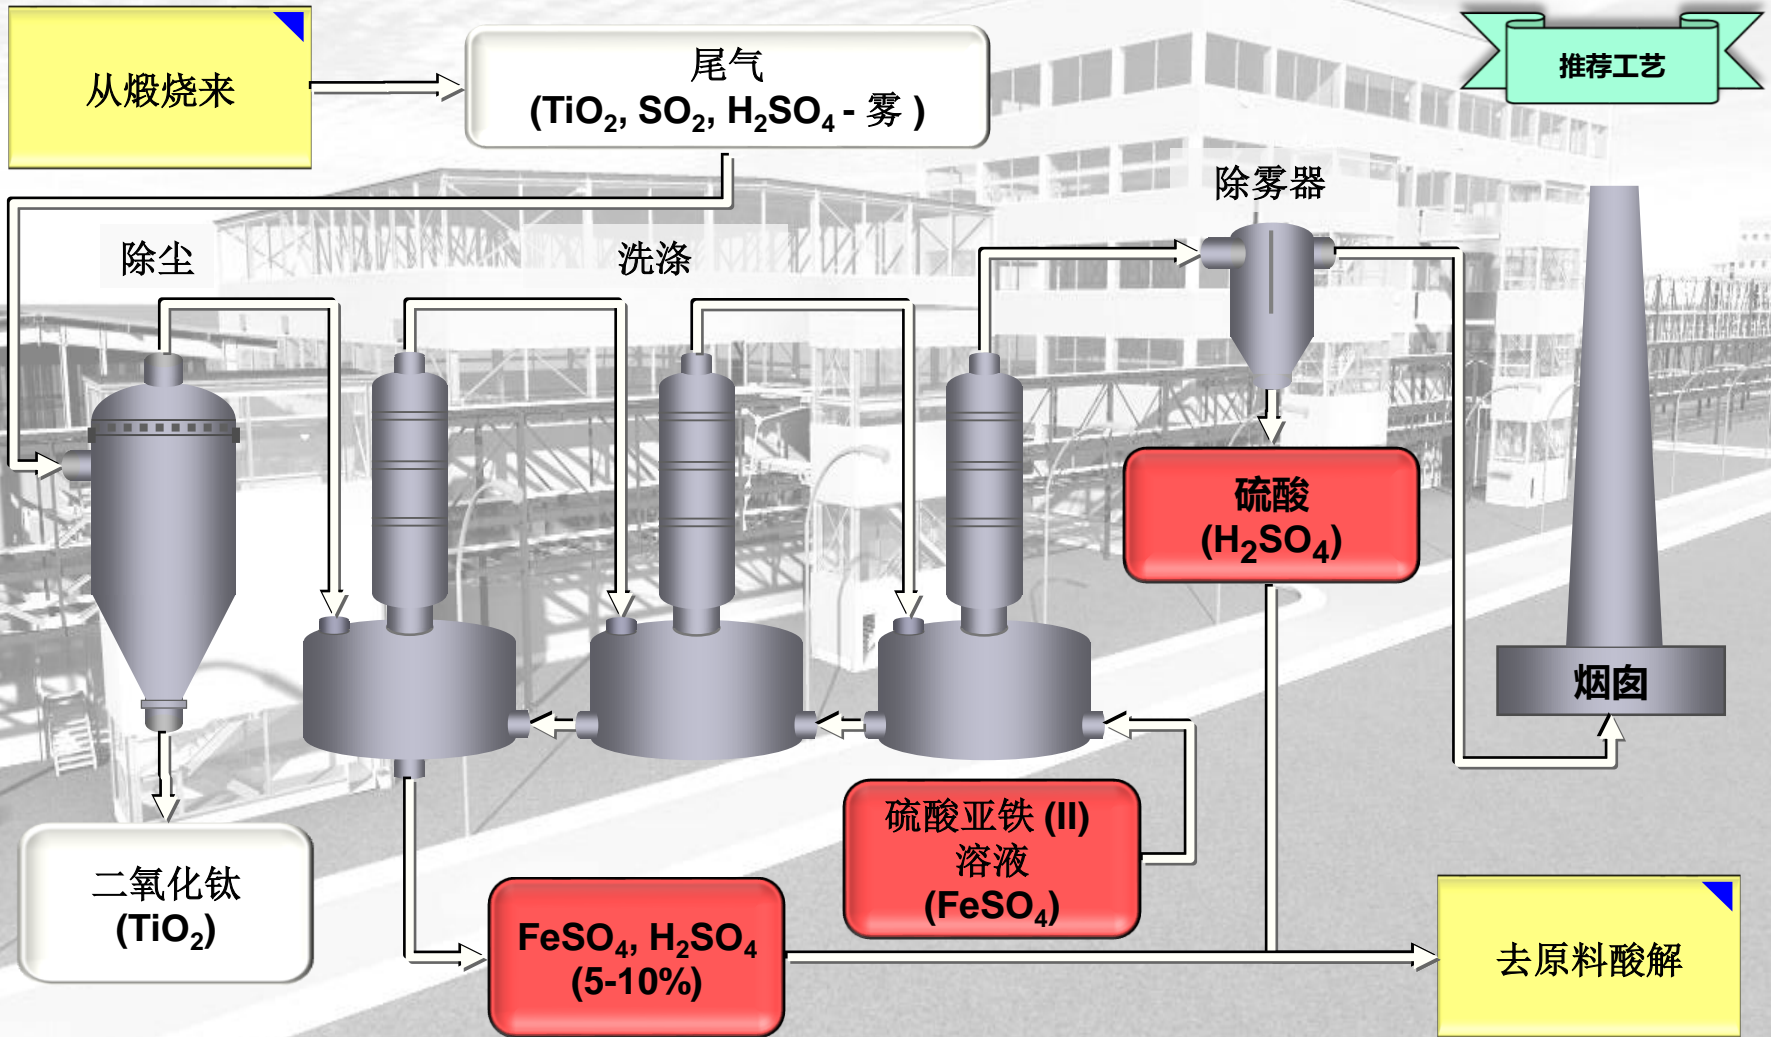 从煅烧来
尾气
(TiO₂, SO₂, H₂SO₄ - 雾 )
推荐工艺
除雾器
除尘
洗涤
硫酸
(H₂SO₄)
烟囱
硫酸亚铁 (II)
溶液
(FeSO₄)
二氧化钛
(TiO₂)
FeSO₄, H₂SO₄
(5-10%)
去原料酸解